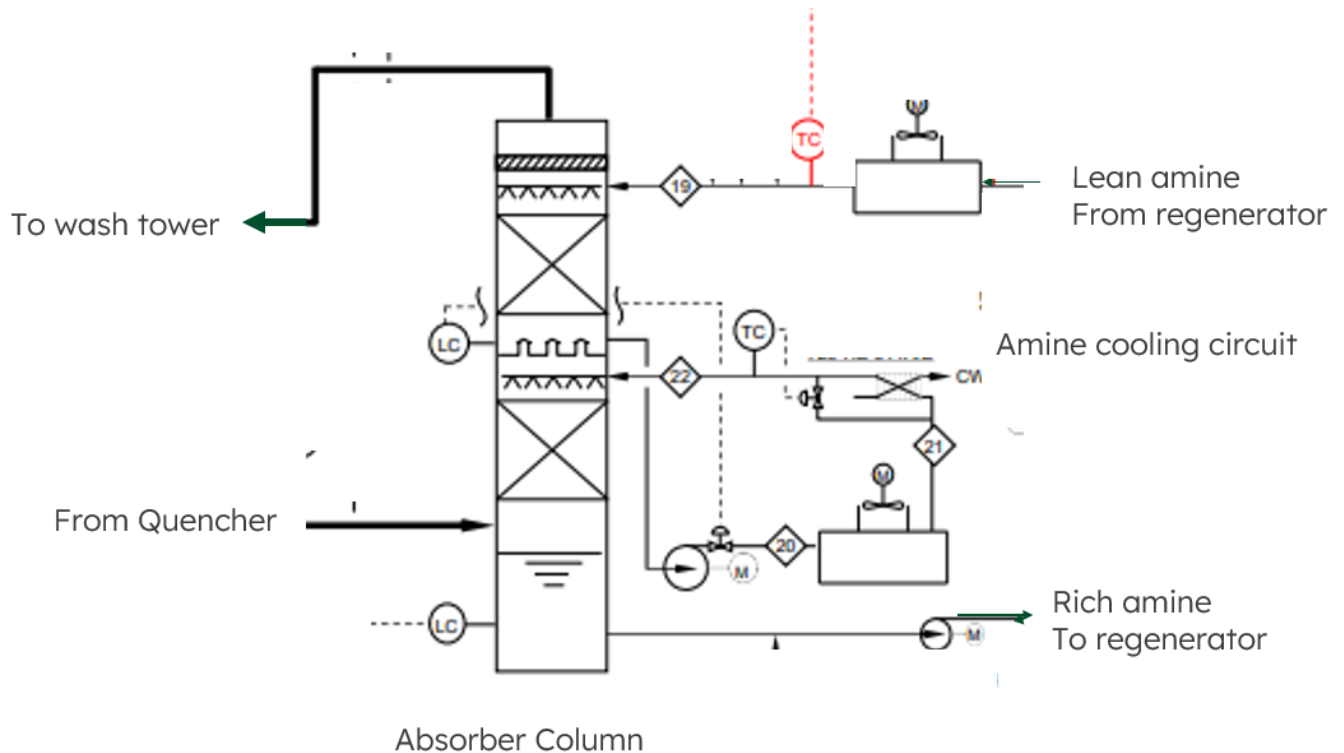 M
TC
Lean amine
From regenerator
19
To wash tower
LC
TC
Amine cooling circuit
22
CW
21
M
From Quencher
20
M
Rich amine
To regenerator
LC
M
Absorber Column